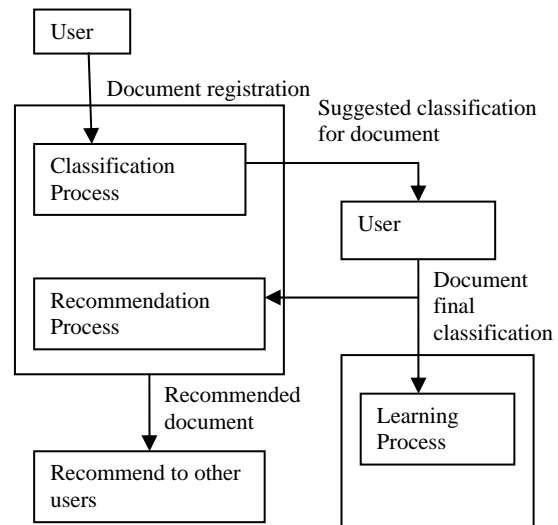 User
Document registration
Suggested classification
for document
Classification
Process
User
Document
final
classification
Recommendation
Process
Recommended
document
Learning
Process
Recommend to other
users